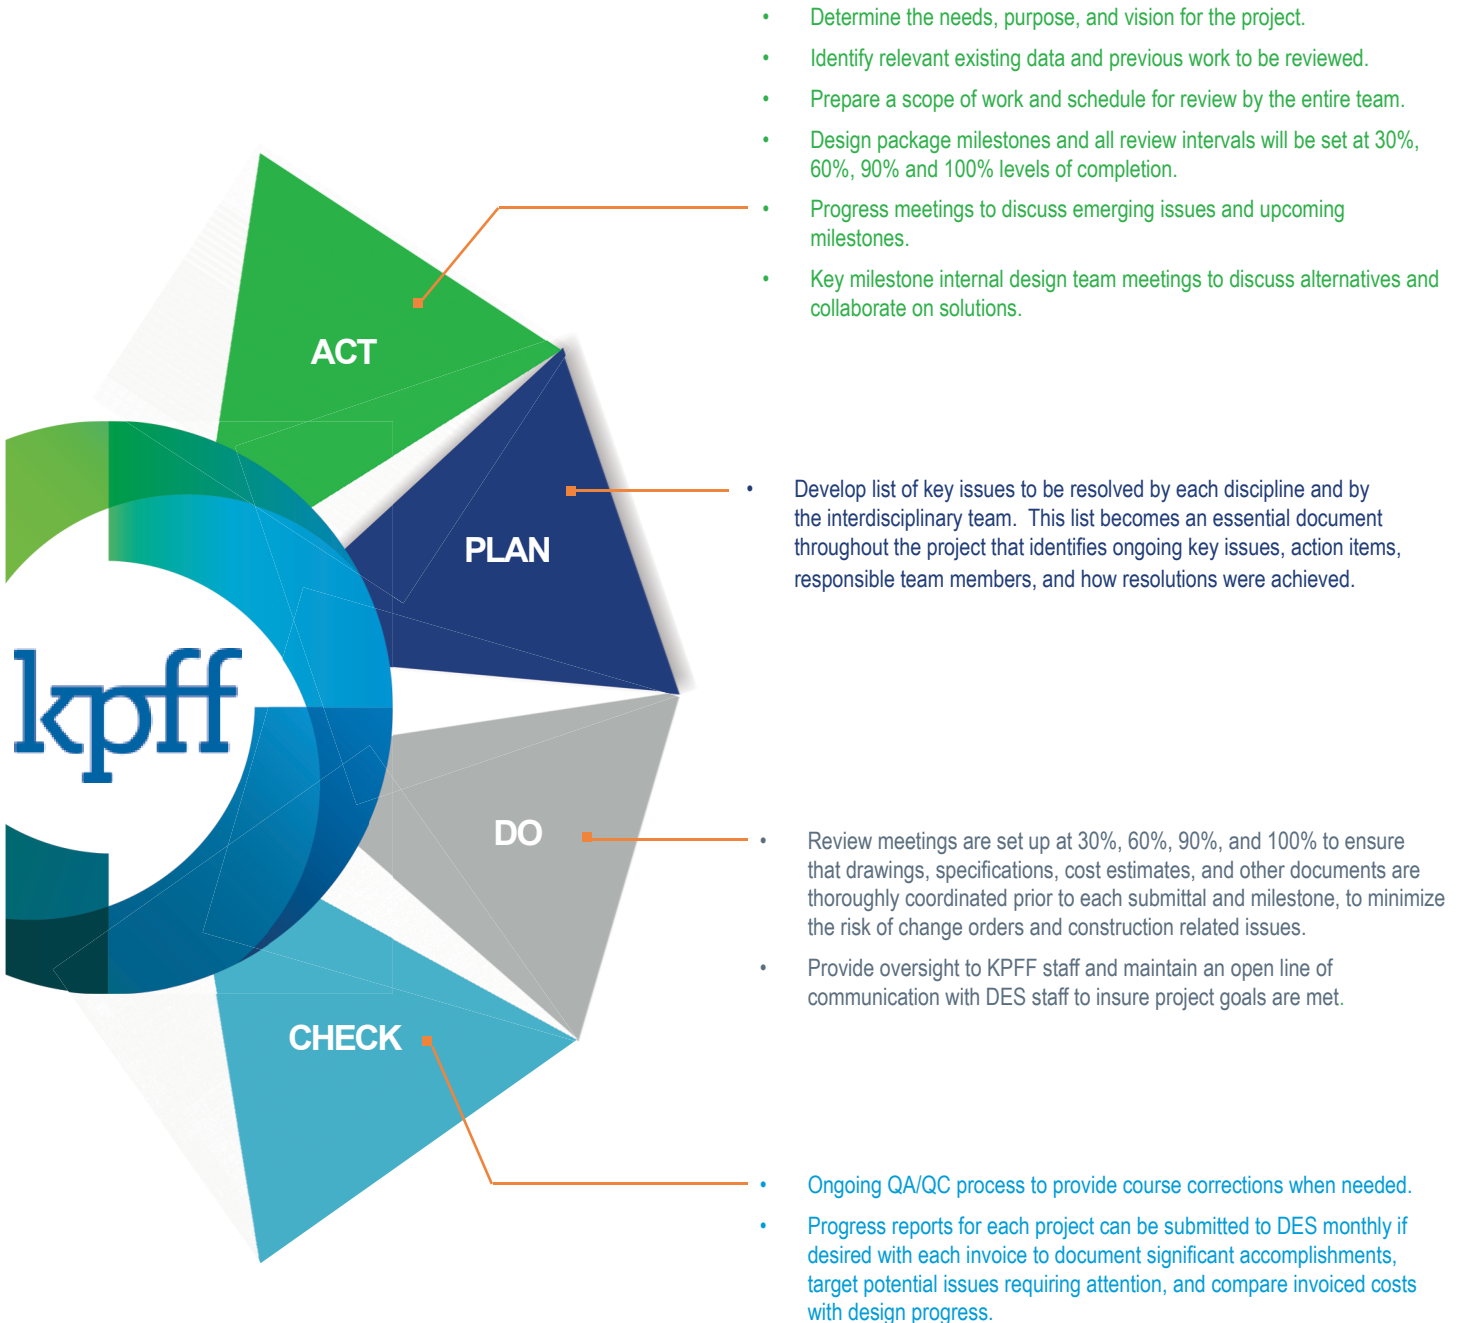 • Determine the needs, purpose, and vision for the project.
• Identify relevant existing data and previous work to be reviewed.
• Prepare a scope of work and schedule for review by the entire team.
• Design package milestones and all review intervals will be set at 30%,
60%, 90% and 100% levels of completion.
• Progress meetings to discuss emerging issues and upcoming
milestones.
• Key milestone internal design team meetings to discuss alternatives and
collaborate on solutions.
ACT
• Develop list of key issues to be resolved by each discipline and by
the interdisciplinary team.  This list becomes an essential document
throughout the project that identifies ongoing key issues, action items,
responsible team members, and how resolutions were achieved.
PLAN
kpff
DO
• Review meetings are set up at 30%, 60%, 90%, and 100% to ensure
that drawings, specifications, cost estimates, and other documents are
thoroughly coordinated prior to each submittal and milestone, to minimize
the risk of change orders and construction related issues.
• Provide oversight to KPFF staff and maintain an open line of
communication with DES staff to insure project goals are met.
CHECK
• Ongoing QA/QC process to provide course corrections when needed.
• Progress reports for each project can be submitted to DES monthly if
desired with each invoice to document significant accomplishments,
target potential issues requiring attention, and compare invoiced costs
with design progress.